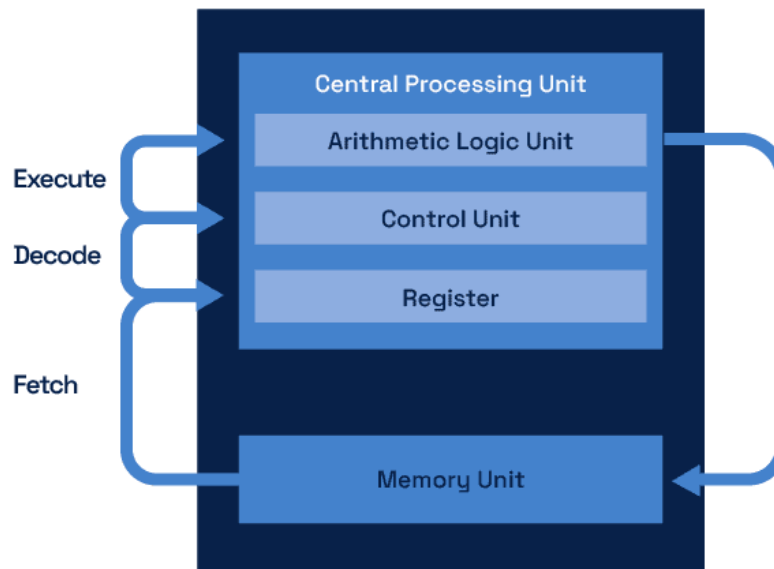 Central Processing Unit
Arithmetic Logic Unit
Execute
Control Unit
Decode
Register
Fetch
Memory Unit